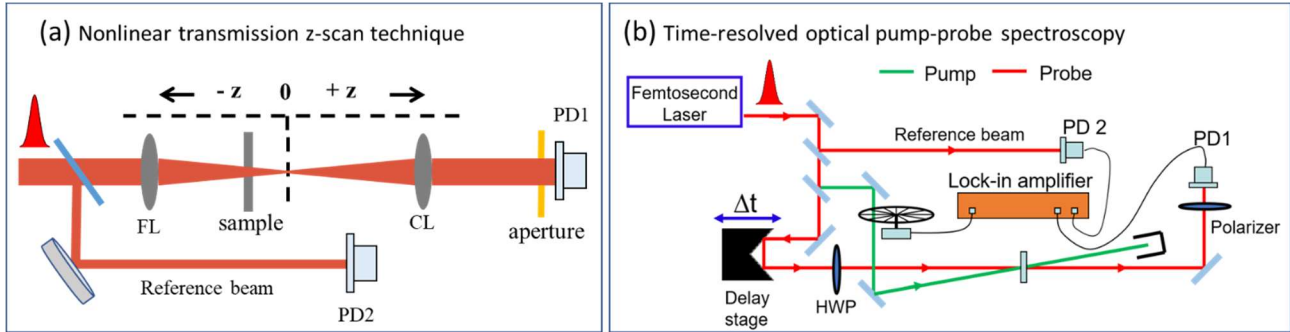 (a) Nonlinear transmission z-scan technique
- z 0 + z
PD1
FL
sample
CL
aperture
Reference beam
PD2
(b) Time-resolved optical pump-probe spectroscopy
Pump Probe
Femtosecond
Laser
Reference beam
PD 2
PD1
Lock-in amplifier
Δt
Polarizer
Delay
stage
HWP